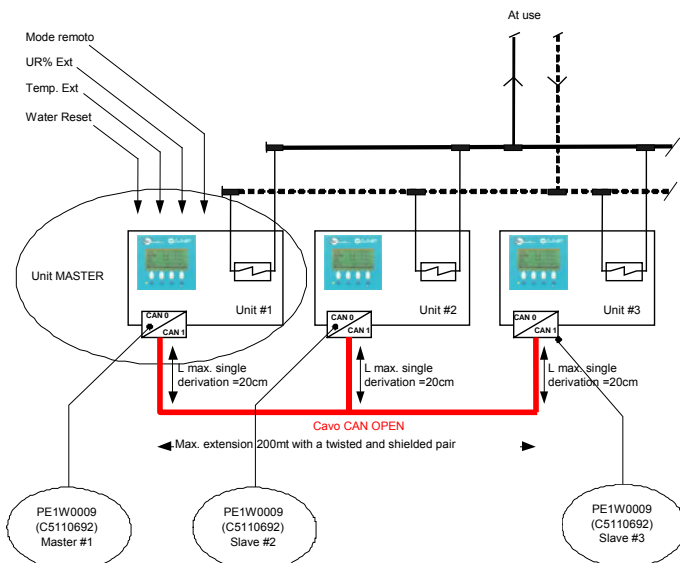 At use
Mode remoto
UR% Ext
Temp. Ext
Water Reset
Unit MASTER
Unit #1
Unit #2
Unit #3
CAN 0
CAN 1
CAN 0
CAN 1
CAN 0
CAN 1
L max. single
derivation =20cm
L max. single
derivation =20cm
L max. single
derivation =20cm
Cavo CAN OPEN
Max. extension 200mt with a twisted and shielded pair
PE1W0009
(C5110692)
Master #1
PE1W0009
(C5110692)
Slave #2
PE1W0009
(C5110692)
Slave #3